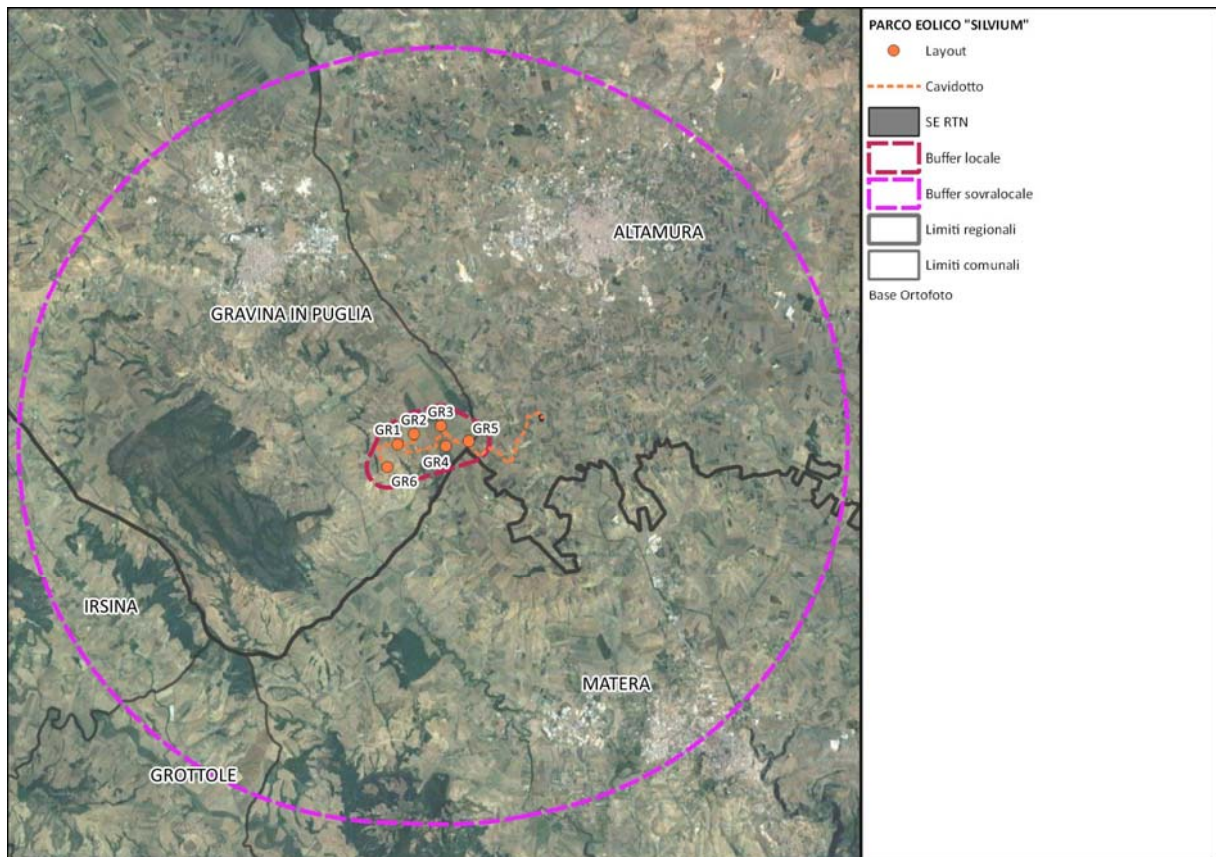 PARCO EOLICO "SILVIUM"
Layout
Cavidotto
SE RTN
Buffer locale
Buffer sovralocale
Limiti regionali
Limiti comunali
Base Ortofoto
ALTAMURA
GRAVINA IN PUGLIA
GR3
GR2
GR1
GR5
GR4
GR6
IRSINA
MATERA
GROTTOLE